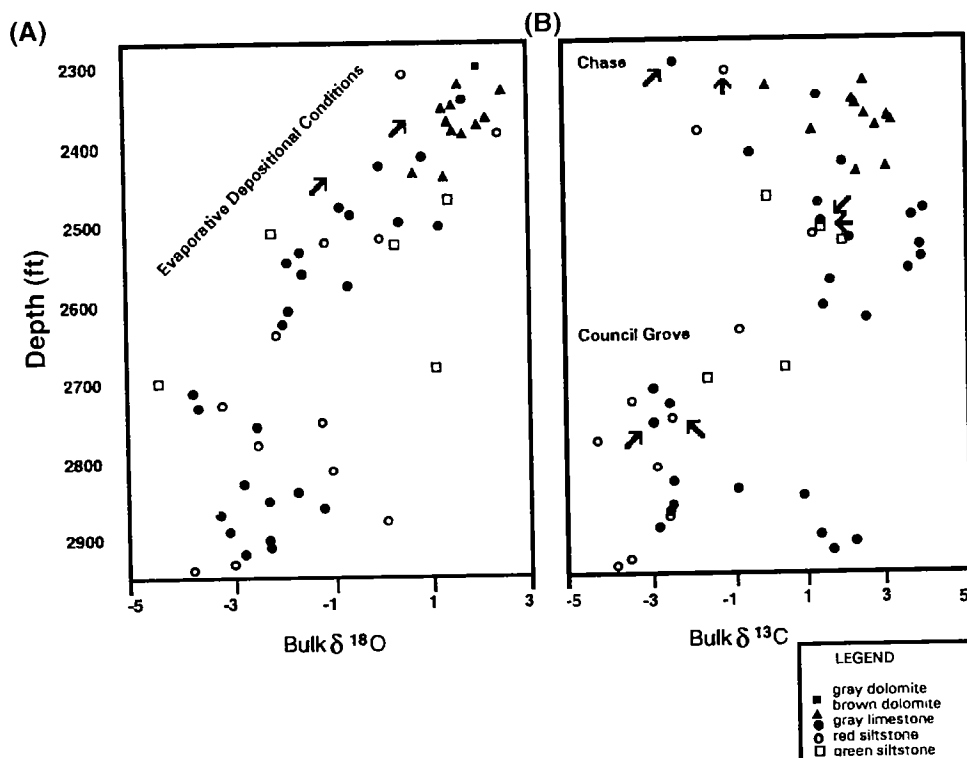 (A)
(B)
2300
2400
2500
2600
2700
2800
2900
Depth (ft)
Evaporative Depositional Conditions
-5
-3
-1
1
3
Bulk δ 18O
Chase
Council Grove
-5
-3
-1
1
3
5
Bulk δ 13C
LEGEND
gray dolomite
brown dolomite
gray limestone
red siltstone
green siltstone